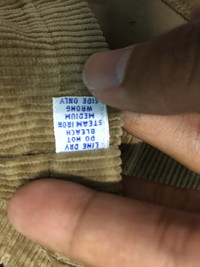 LINE DRY
DO NOT
BLEACH
STEAM IRON
MEDIUM
WRONG
SIDE ONLY